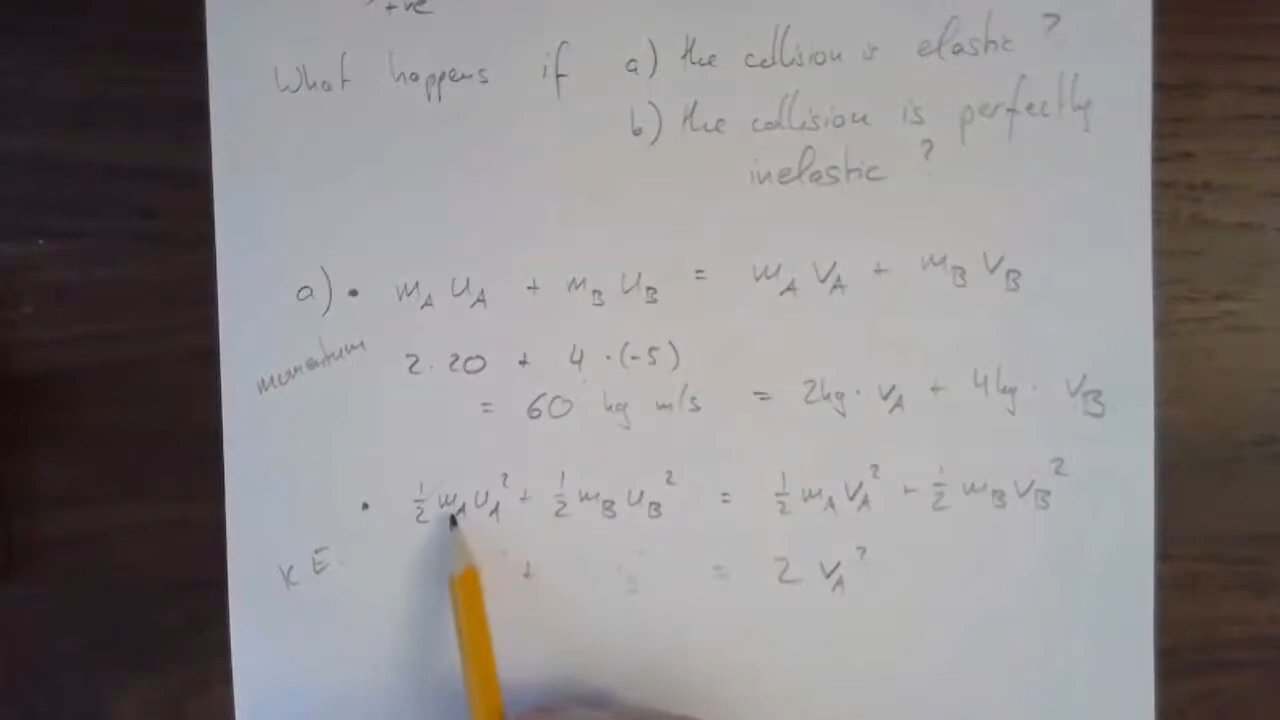 +ve
What happens if a) the collision is elastic ?
b) the collision is perfectly
inelastic ?
a) • m_A u_A + m_B u_B = m_A v_A + m_B v_B
momentum
2 · 20 + 4 · (-5)
= 60 kg m/s = 2kg · v_A + 4kg · v_B
• ½ m_A u_A² + ½ m_B u_B² = ½ m_A v_A² + ½ m_B v_B²
K E. + = 2 v_A²